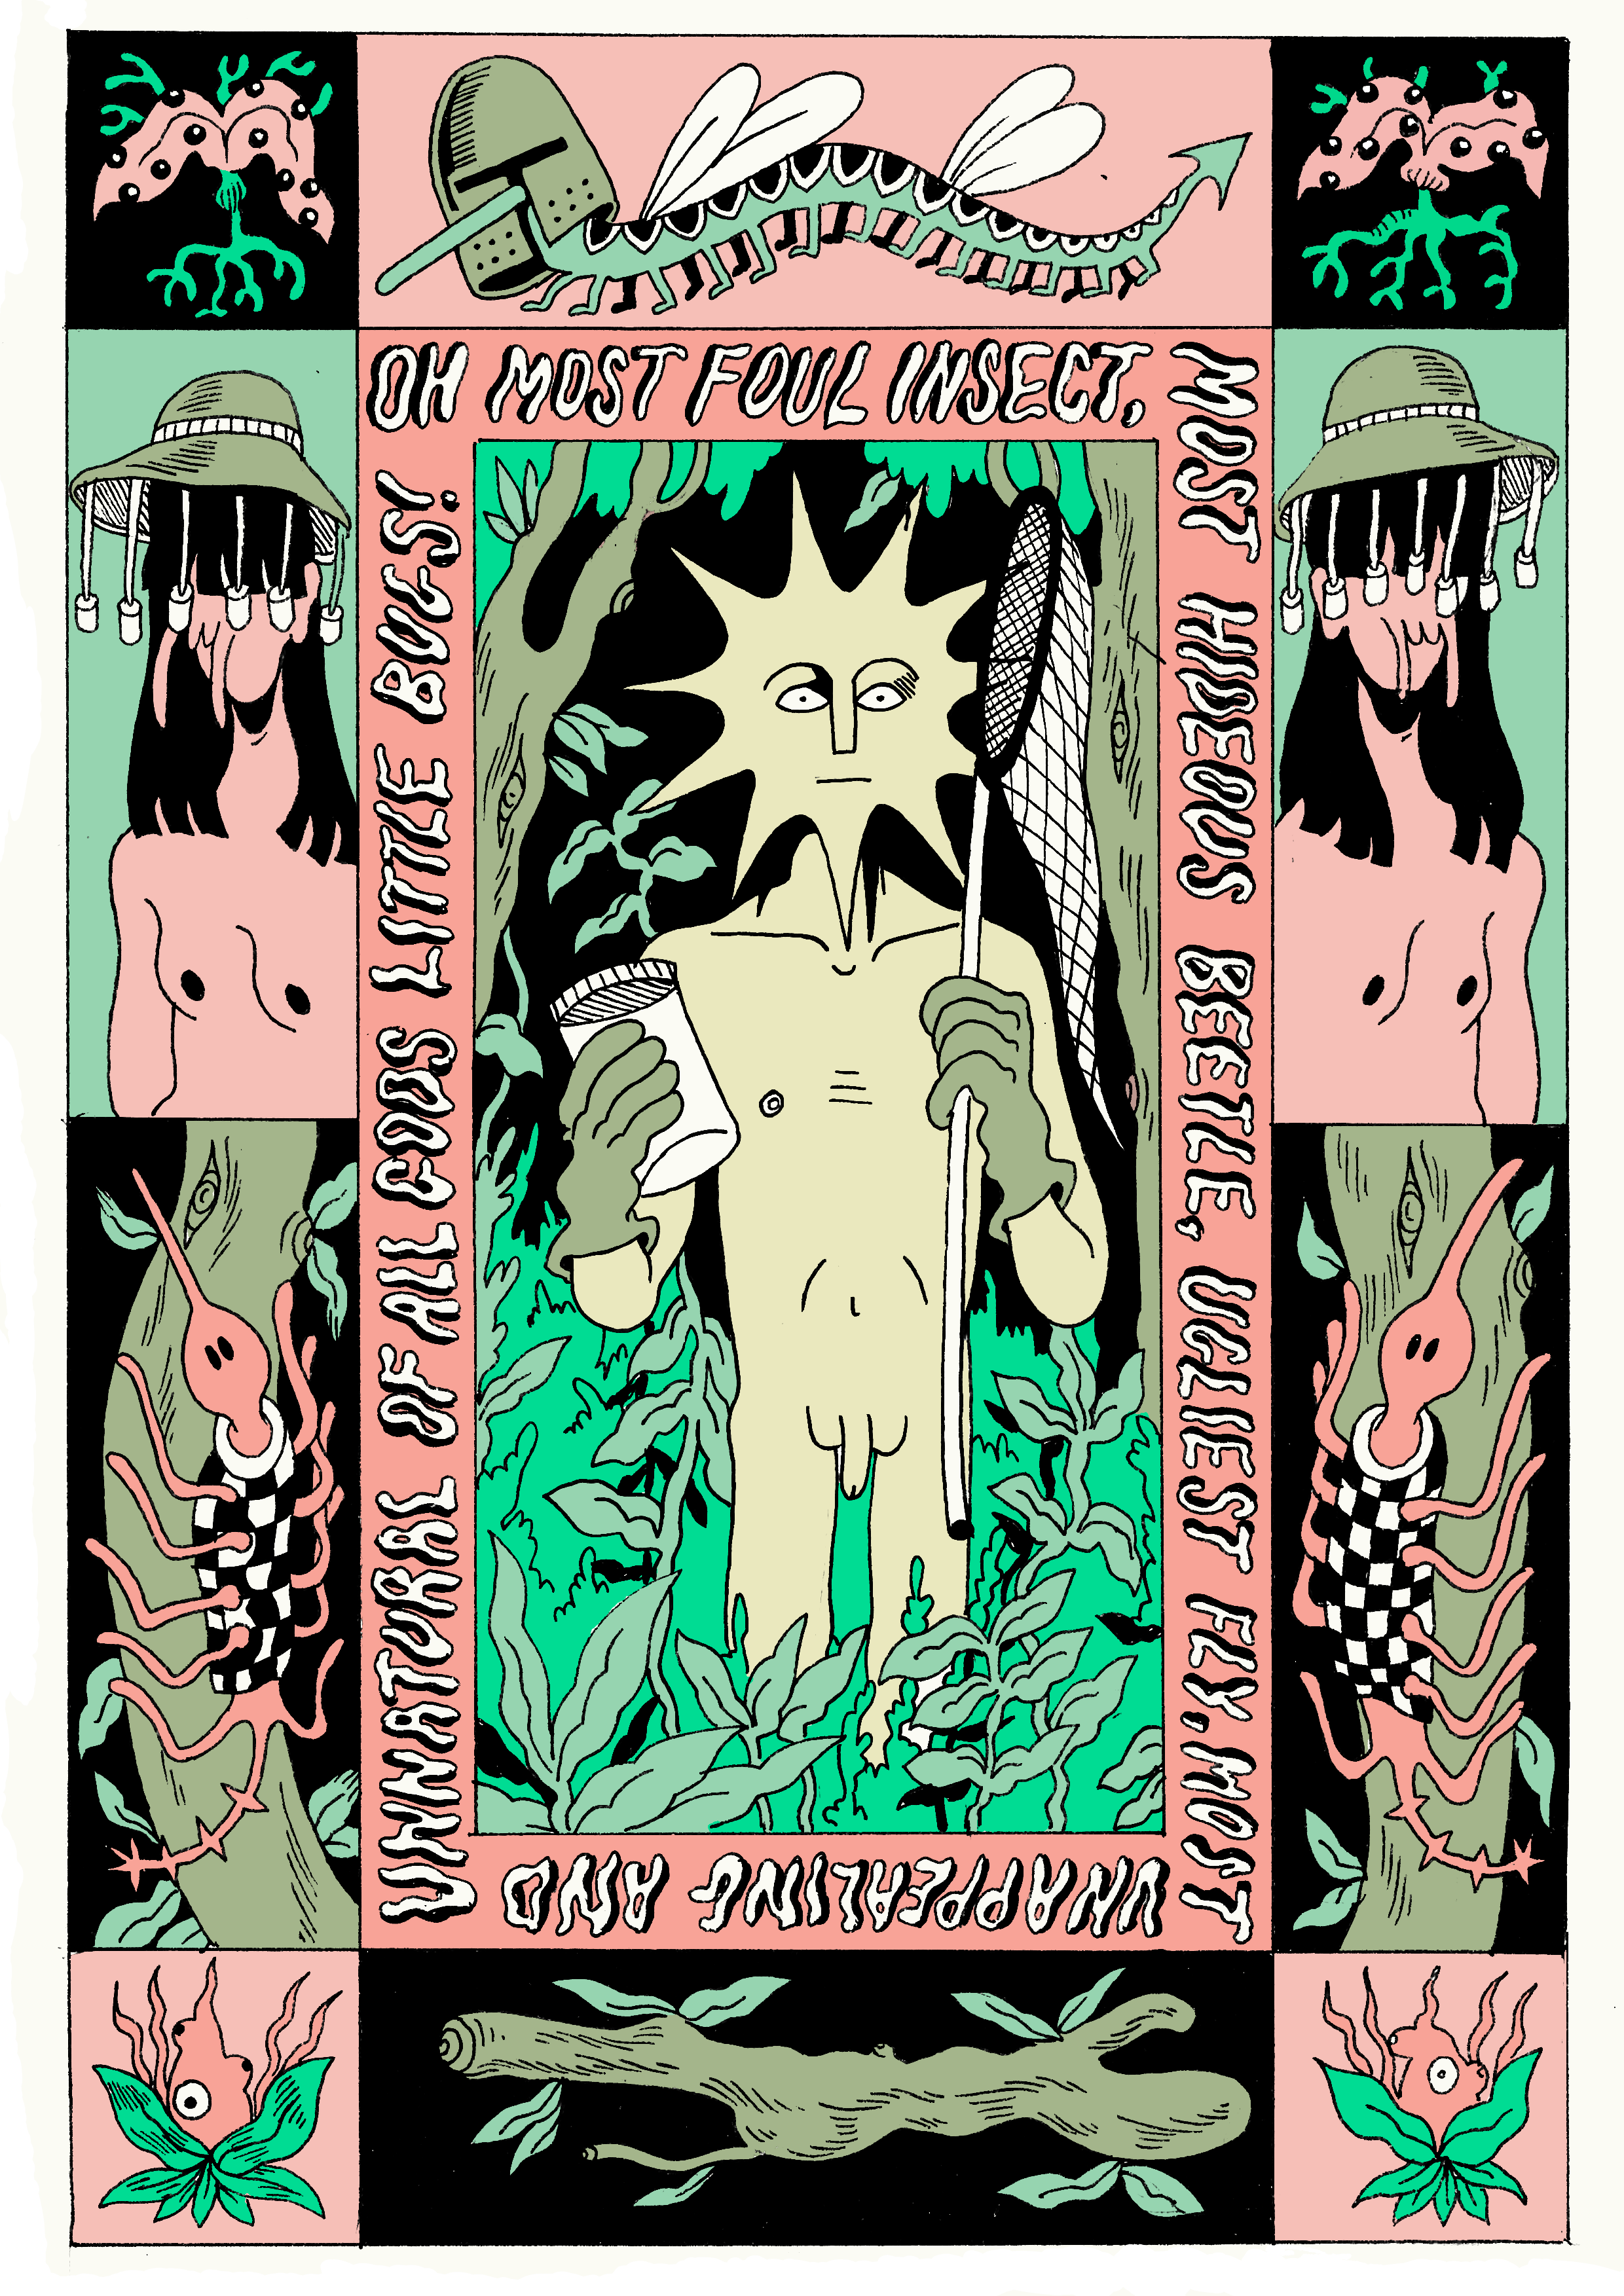 OH MOST FOUL INSECT,
MOST HIDEOUS BEETLE, UGLIEST FLY. MOST
UNAPPEALING AND
UNNATURAL OF ALL GODS LITTLE BUGS!